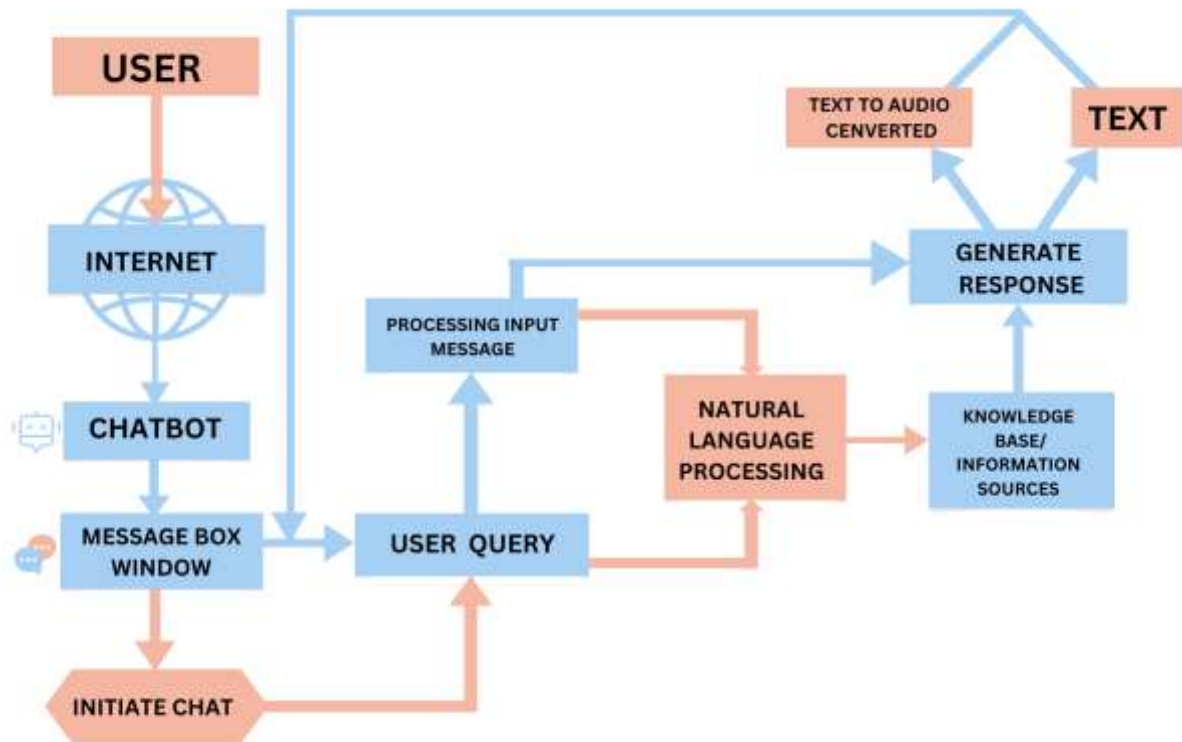 USER
INTERNET
CHATBOT
MESSAGE BOX
WINDOW
INITIATE CHAT
USER QUERY
PROCESSING INPUT
MESSAGE
NATURAL
LANGUAGE
PROCESSING
KNOWLEDGE
BASE/
INFORMATION
SOURCES
GENERATE
RESPONSE
TEXT TO AUDIO
CENVERTED
TEXT